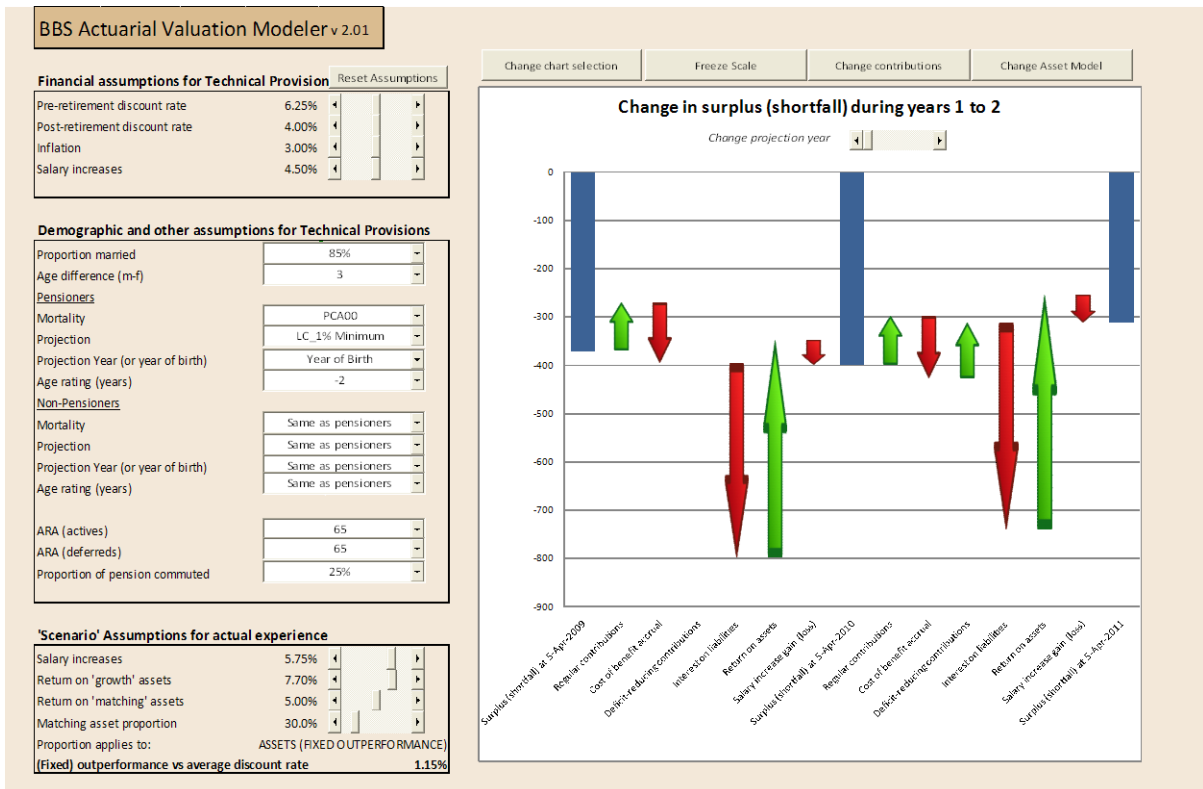 BBS Actuarial Valuation Modeler v 2.01
Financial assumptions for Technical Provision
Reset Assumptions
Pre-retirement discount rate 6.25%
Post-retirement discount rate 4.00%
Inflation 3.00%
Salary increases 4.50%
Demographic and other assumptions for Technical Provisions
Proportion married 85%
Age difference (m-f) 3
Pensioners
Mortality PCA00
Projection LC_1% Minimum
Projection Year (or year of birth) Year of Birth
Age rating (years) -2
Non-Pensioners
Mortality Same as pensioners
Projection Same as pensioners
Projection Year (or year of birth) Same as pensioners
Age rating (years) Same as pensioners
ARA (actives) 65
ARA (deferreds) 65
Proportion of pension commuted 25%
'Scenario' Assumptions for actual experience
Salary increases 5.75%
Return on 'growth' assets 7.70%
Return on 'matching' assets 5.00%
Matching asset proportion 30.0%
Proportion applies to: ASSETS (FIXED OUTPERFORMANCE)
(Fixed) outperformance vs average discount rate 1.15%
Change chart selection
Freeze Scale
Change contributions
Change Asset Model
Change in surplus (shortfall) during years 1 to 2
Change projection year
0
-100
-200
-300
-400
-500
-600
-700
-800
-900
Surplus (shortfall) at 5-Apr-2009
Regular contributions
Cost of benefit accrual
Deficit-reducing contributions
Interest on liabilities
Return on assets
Salary increase gain (loss)
Surplus (shortfall) at 5-Apr-2010
Regular contributions
Cost of benefit accrual
Deficit-reducing contributions
Interest on liabilities
Return on assets
Salary increase gain (loss)
Surplus (shortfall) at 5-Apr-2011